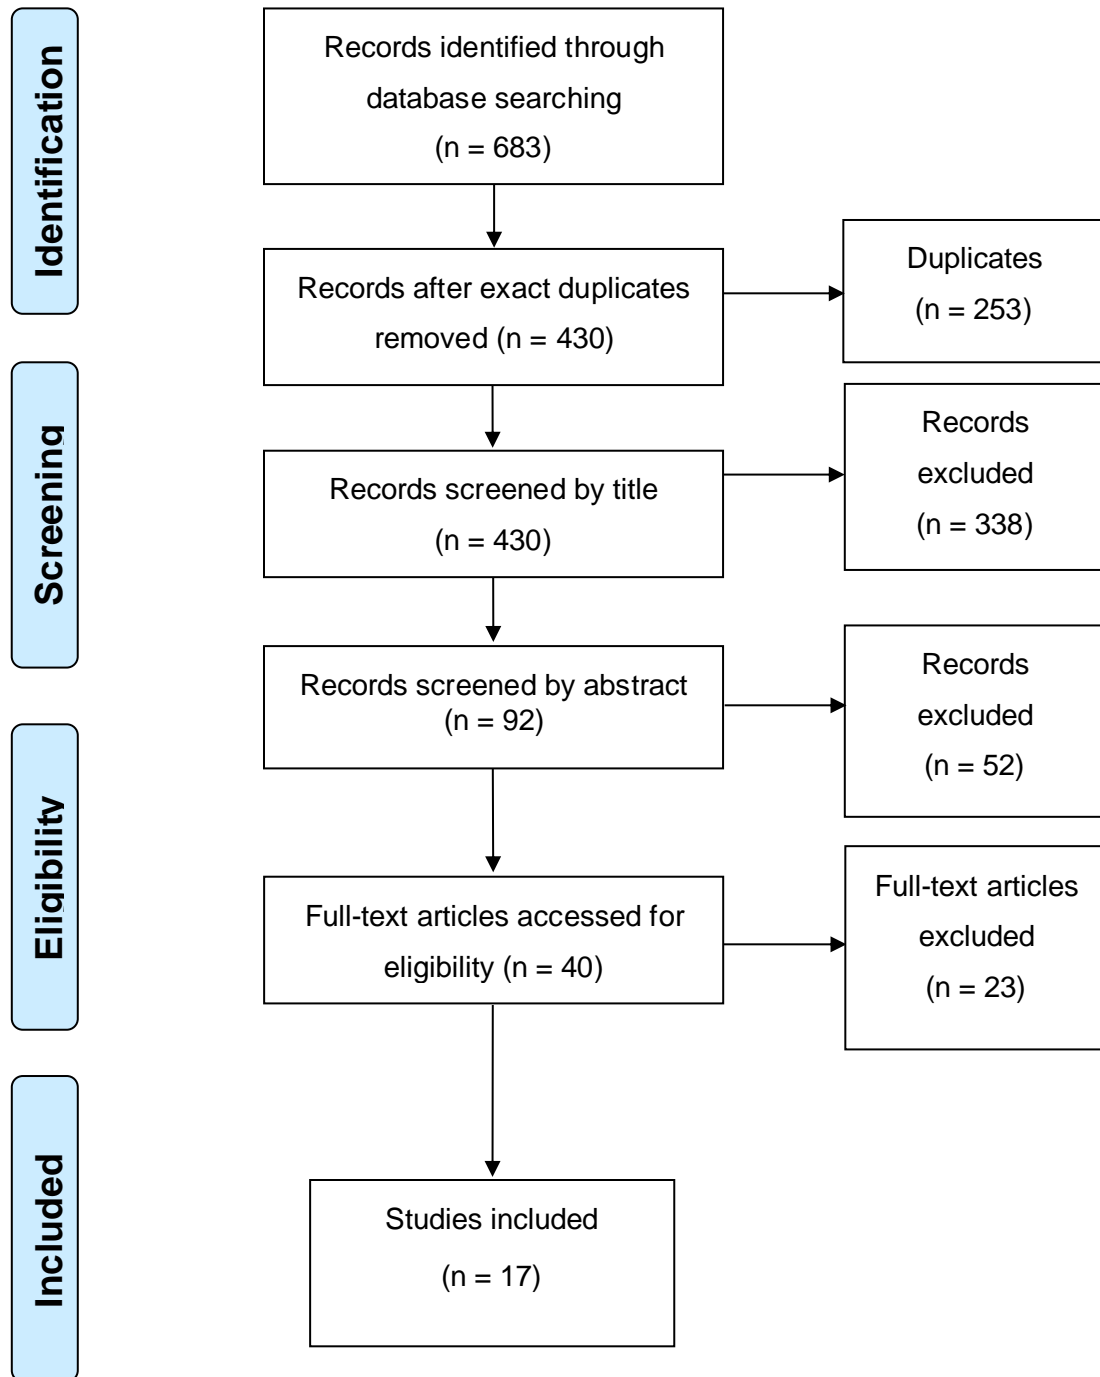 Identification
Records identified through
database searching
(n = 683)
Records after exact duplicates
removed (n = 430)
Duplicates
(n = 253)
Screening
Records screened by title
(n = 430)
Records
excluded
(n = 338)
Records screened by abstract
(n = 92)
Records
excluded
(n = 52)
Eligibility
Full-text articles accessed for
eligibility (n = 40)
Full-text articles
excluded
(n = 23)
Included
Studies included
(n = 17)